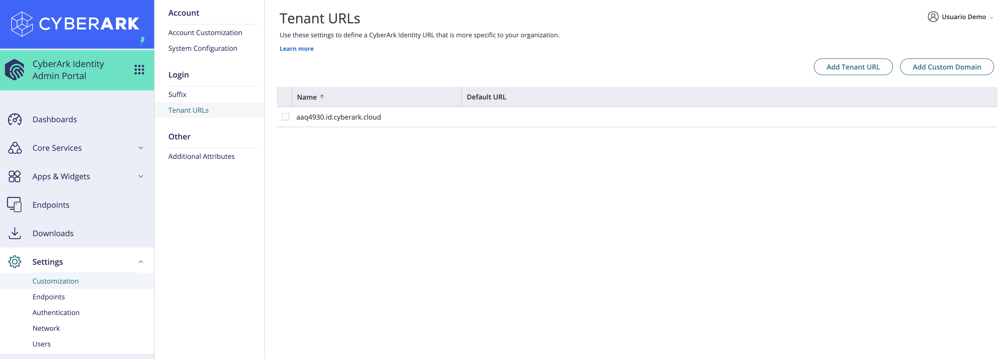 CYBERARK
CyberArk Identity
Admin Portal
Dashboards
Core Services
Apps & Widgets
Endpoints
Downloads
Settings
Customization
Endpoints
Authentication
Network
Users
Account
Account Customization
System Configuration
Login
Suffix
Tenant URLs
Other
Additional Attributes
Tenant URLs
Usuario Demo
Use these settings to define a CyberArk Identity URL that is more specific to your organization.
Learn more
Add Tenant URL
Add Custom Domain
Name ↑
Default URL
aaq4930.id.cyberark.cloud